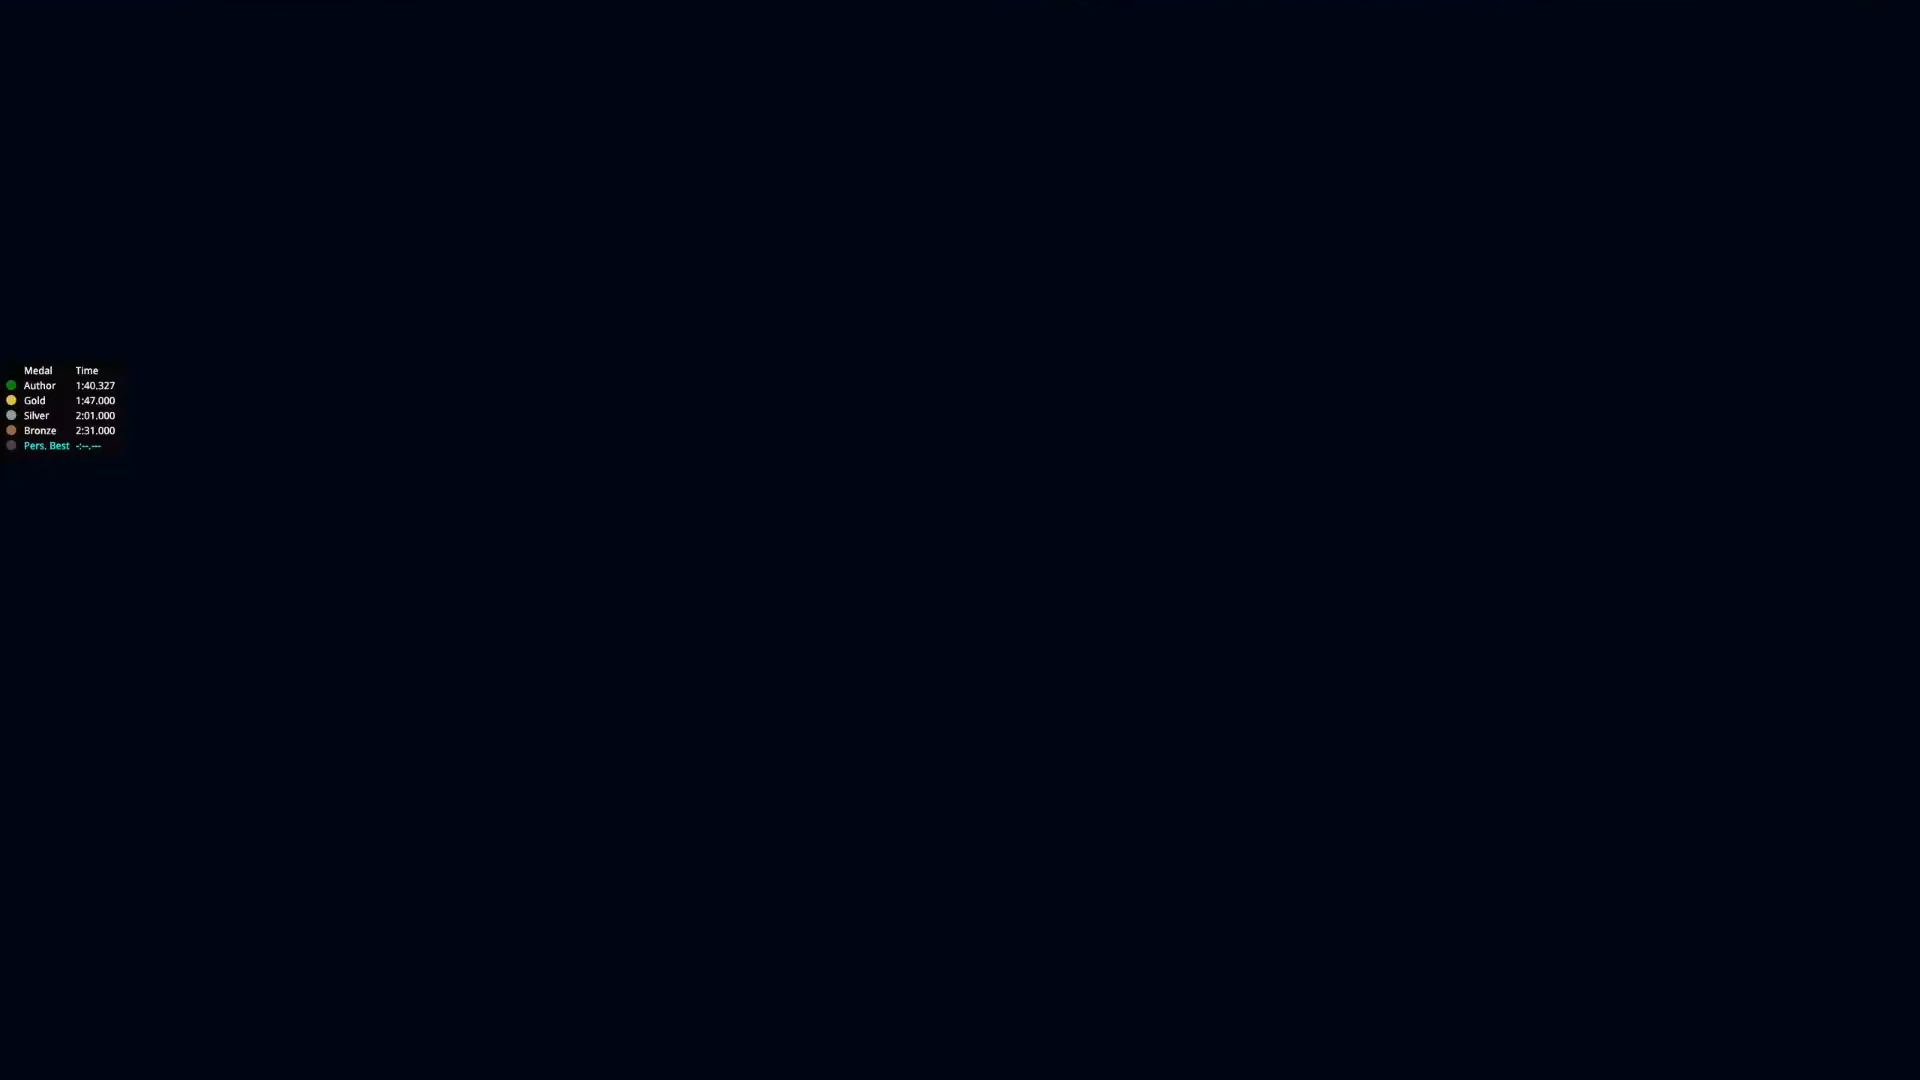 Medal Time
Author 1:40.327
Gold 1:47.000
Silver 2:01.000
Bronze 2:31.000
Pers. Best -:--.---